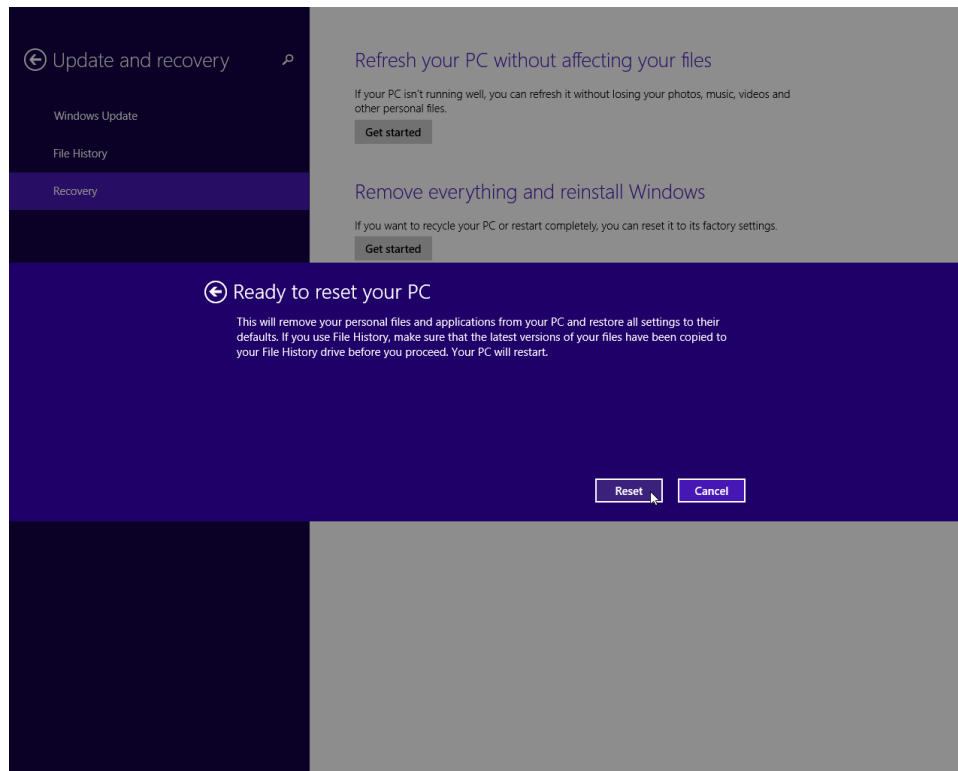 Update and recovery
Windows Update
File History
Recovery
Refresh your PC without affecting your files
If your PC isn't running well, you can refresh it without losing your photos, music, videos and
other personal files.
Get started
Remove everything and reinstall Windows
If you want to recycle your PC or restart completely, you can reset it to its factory settings.
Get started
Ready to reset your PC
This will remove your personal files and applications from your PC and restore all settings to their
defaults. If you use File History, make sure that the latest versions of your files have been copied to
your File History drive before you proceed. Your PC will restart.
Reset
Cancel